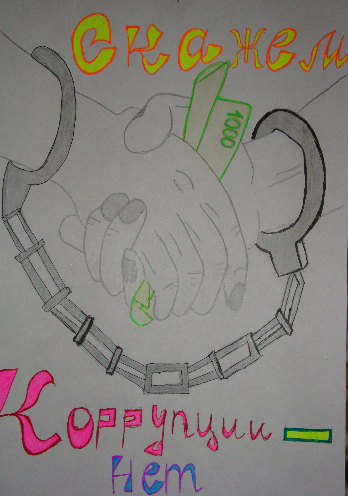 Скажем
1000
Коррупции —
Нет